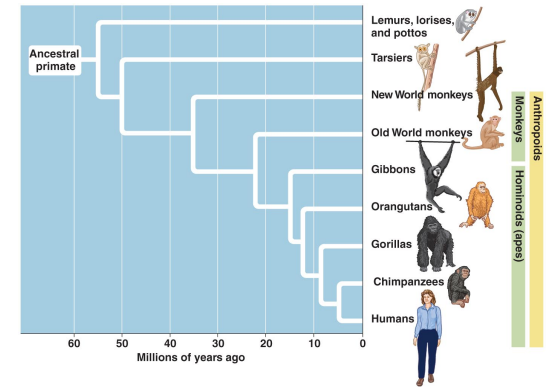 Lemurs, lorises,
and pottos
Ancestral
primate
Tarsiers
New World monkeys
Old World monkeys
Gibbons
Orangutans
Gorillas
Chimpanzees
Humans
Monkeys
Hominoids (apes)
Anthropoids
60 50 40 30 20 10 0
Millions of years ago